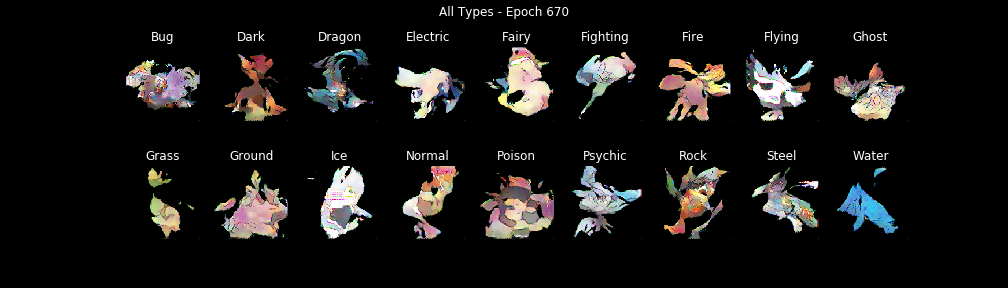 All Types - Epoch 670
Bug Dark Dragon Electric Fairy Fighting Fire Flying Ghost
Grass Ground Ice Normal Poison Psychic Rock Steel Water